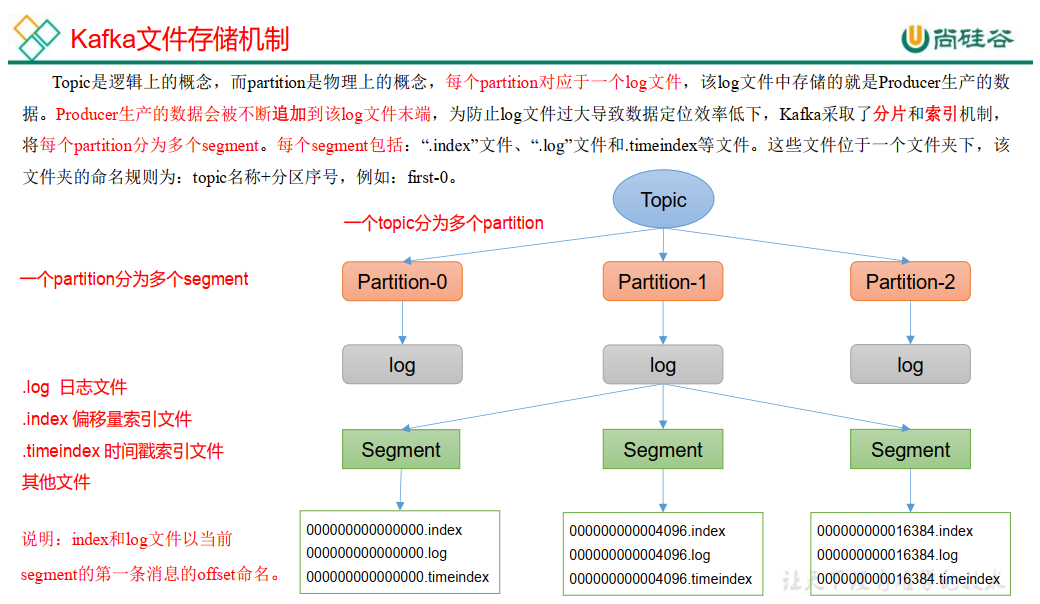 Kafka文件存储机制
尚硅谷
Topic是逻辑上的概念，而partition是物理上的概念，每个partition对应于一个log文件，该log文件中存储的就是Producer生产的数
据。Producer生产的数据会被不断追加到该log文件末端，为防止log文件过大导致数据定位效率低下，Kafka采取了分片和索引机制，
将每个partition分为多个segment。每个segment包括：“.index”文件、“.log”文件和.timeindex等文件。这些文件位于一个文件夹下，该
文件夹的命名规则为：topic名称+分区序号，例如：first-0。
Topic
一个topic分为多个partition
一个partition分为多个segment
Partition-0
Partition-1
Partition-2
log
log
log
.log 日志文件
.index 偏移量索引文件
.timeindex 时间戳索引文件
其他文件
Segment
Segment
Segment
说明：index和log文件以当前
segment的第一条消息的offset命名。
000000000000000.index
000000000000000.log
000000000000000.timeindex
000000000004096.index
000000000004096.log
000000000004096.timeindex
000000000016384.index
000000000016384.log
000000000016384.timeindex